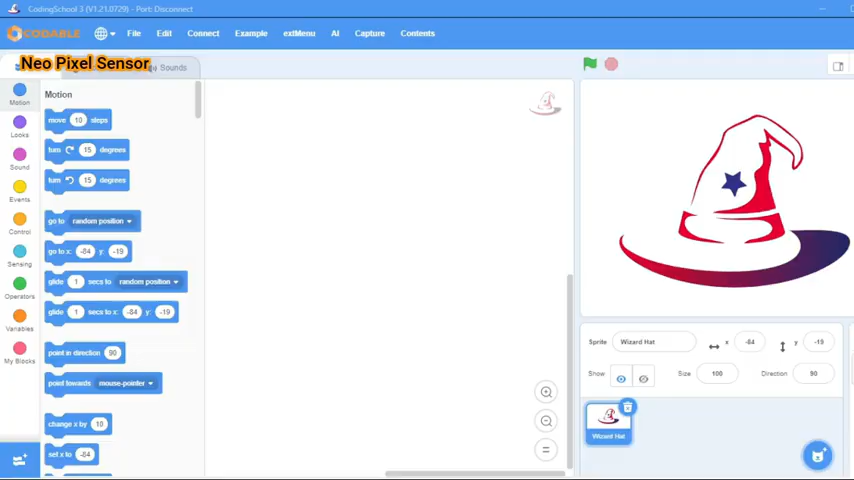 CodingSchool 3 (V1.21.0729) - Port: Disconnect
CODABLE File Edit Connect Example extMenu AI Capture Contents
Neo Pixel Sensor
Sounds
Motion
Looks
Sound
Events
Control
Sensing
Operators
Variables
My Blocks
Motion
move 10 steps
turn 15 degrees
turn 15 degrees
go to random position
go to x: -84 y: -19
glide 1 secs to random position
glide 1 secs to x: -84 y: -19
point in direction 90
point towards mouse-pointer
change x by 10
set x to -84
Sprite Wizard Hat x -84 y -19
Show Size 100 Direction 90
Wizard Hat